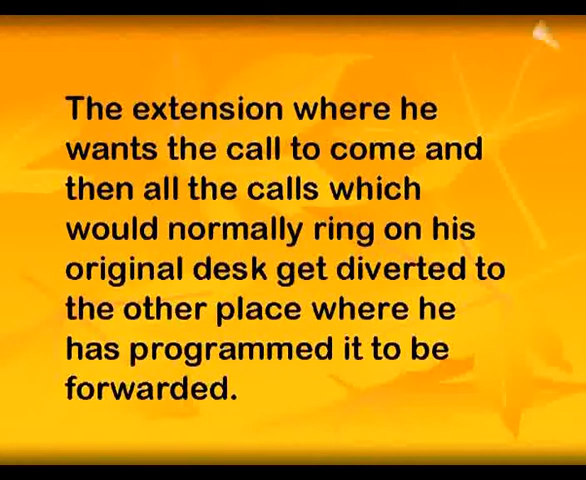 The extension where he
wants the call to come and
then all the calls which
would normally ring on his
original desk get diverted to
the other place where he
has programmed it to be
forwarded.